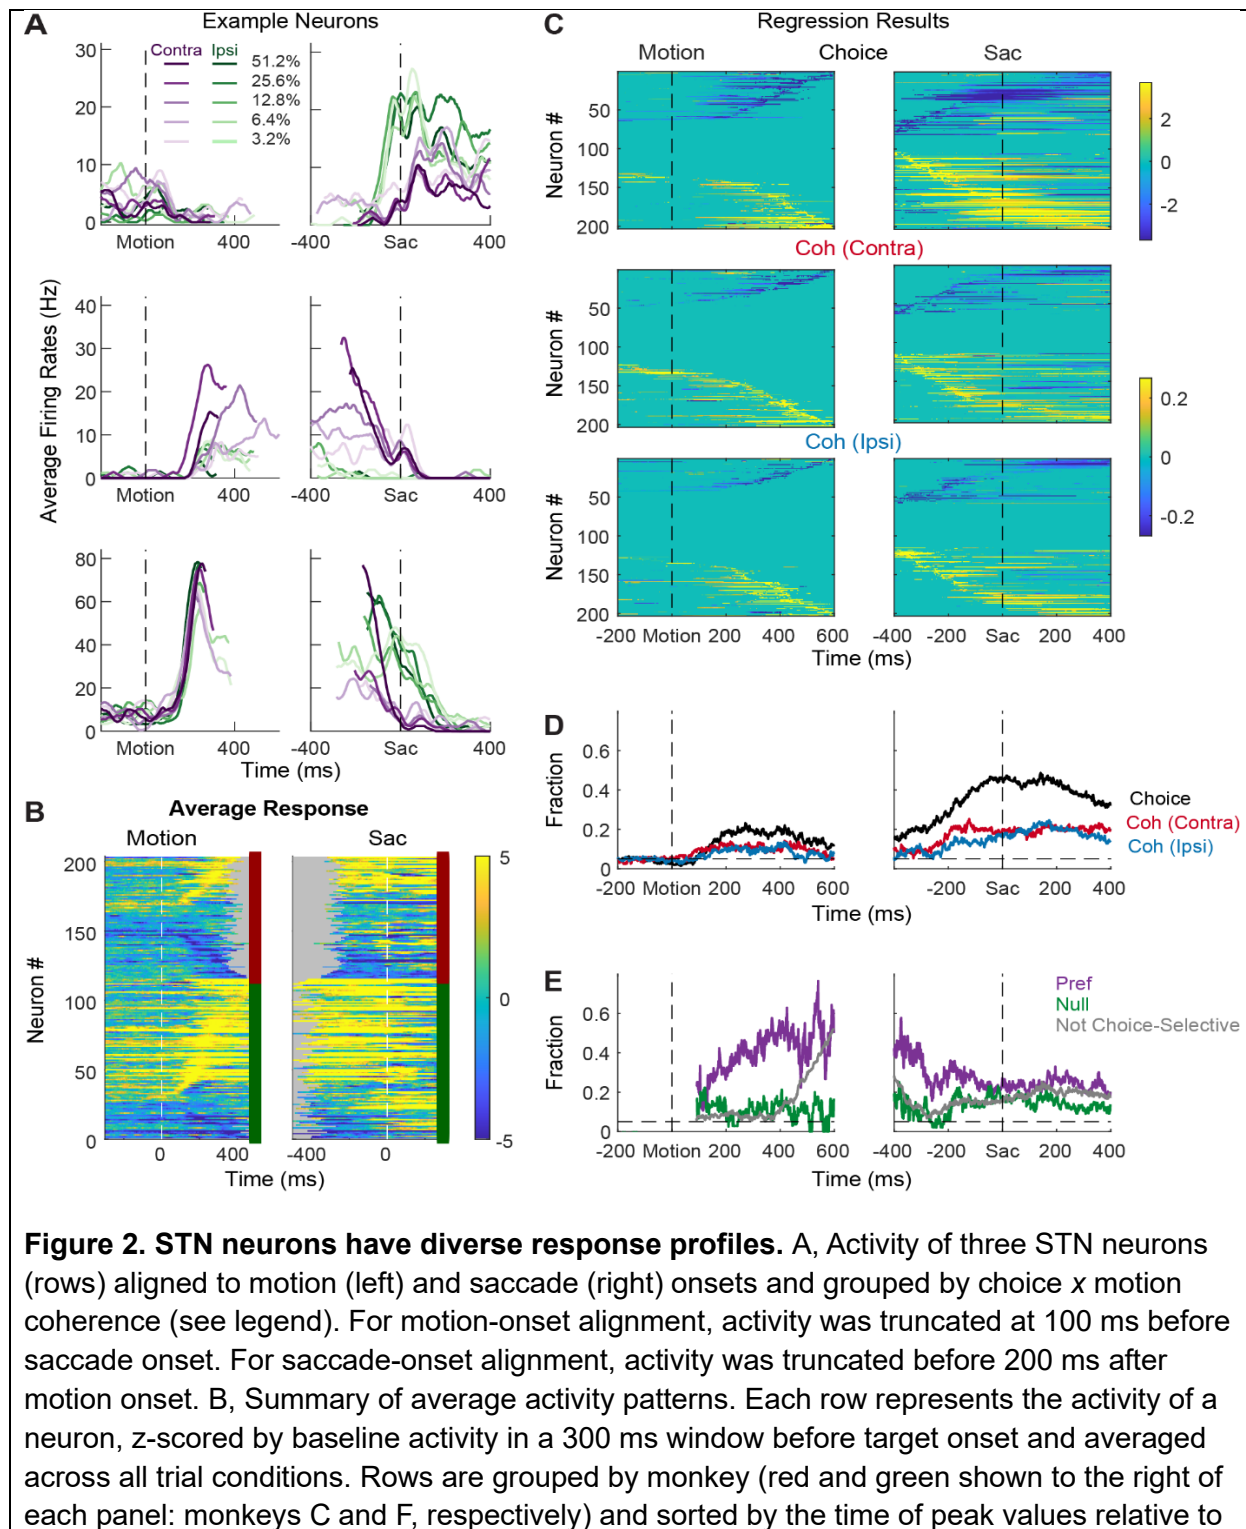 A
Example Neurons
Contra Ipsi
51.2%
25.6%
12.8%
6.4%
3.2%
30
20
10
0
Motion 400
-400 Sac 400
Average Firing Rates (Hz)
40
30
20
10
0
Motion 400
-400 Sac 400
80
60
40
20
0
Motion 400
-400 Sac 400
Time (ms)
B
Average Response
Motion Sac
Neuron #
200
150
100
50
0
0 400 -400 0
Time (ms)
5
0
-5
C
Regression Results
Motion Choice Sac
Neuron #
50
100
150
200
2
0
-2
Coh (Contra)
Neuron #
50
100
150
200
0.2
0
-0.2
Coh (Ipsi)
Neuron #
50
100
150
200
-200 Motion 200 400 600
-400 -200 Sac 200 400
Time (ms)
D
Fraction
0.6
0.4
0.2
0
Choice
Coh (Contra)
Coh (Ipsi)
-200 Motion 200 400 600
-400 -200 Sac 200 400
Time (ms)
E
Fraction
0.6
0.4
0.2
0
Pref
Null
Not Choice-Selective
-200 Motion 200 400 600
-400 -200 Sac 200 400
Time (ms)
Figure 2. STN neurons have diverse response profiles. A, Activity of three STN neurons
(rows) aligned to motion (left) and saccade (right) onsets and grouped by choice x motion
coherence (see legend). For motion-onset alignment, activity was truncated at 100 ms before
saccade onset. For saccade-onset alignment, activity was truncated before 200 ms after
motion onset. B, Summary of average activity patterns. Each row represents the activity of a
neuron, z-scored by baseline activity in a 300 ms window before target onset and averaged
across all trial conditions. Rows are grouped by monkey (red and green shown to the right of
each panel: monkeys C and F, respectively) and sorted by the time of peak values relative to